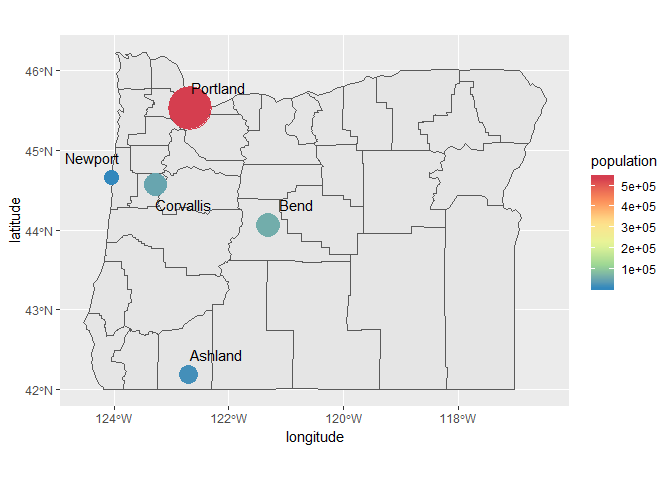 46°N
45°N
44°N
43°N
42°N
latitude
Portland
Newport
Corvallis
Bend
Ashland
124°W
122°W
120°W
118°W
longitude
population
5e+05
4e+05
3e+05
2e+05
1e+05